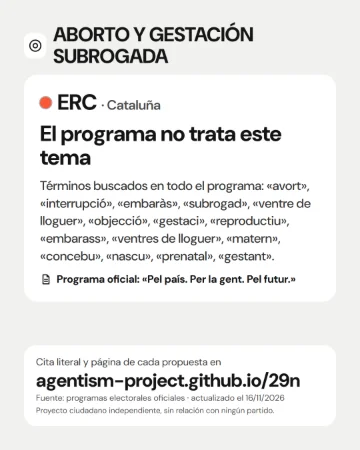 ABORTO Y GESTACIÓN
SUBROGADA
ERC · Cataluña
El programa no trata este
tema
Términos buscados en todo el programa: «avort»,
«interrupció», «embaràs», «subrogad», «ventre de
lloguer», «objecció», «gestaci», «reproductiu»,
«embarass», «ventres de lloguer», «matern»,
«concebu», «nascu», «prenatal», «gestant».
Programa oficial: «Pel país. Per la gent. Pel futur.»
Cita literal y página de cada propuesta en
agentism-project.github.io/29n
Fuente: programas electorales oficiales · actualizado el 16/11/2026
Proyecto ciudadano independiente, sin relación con ningún partido.